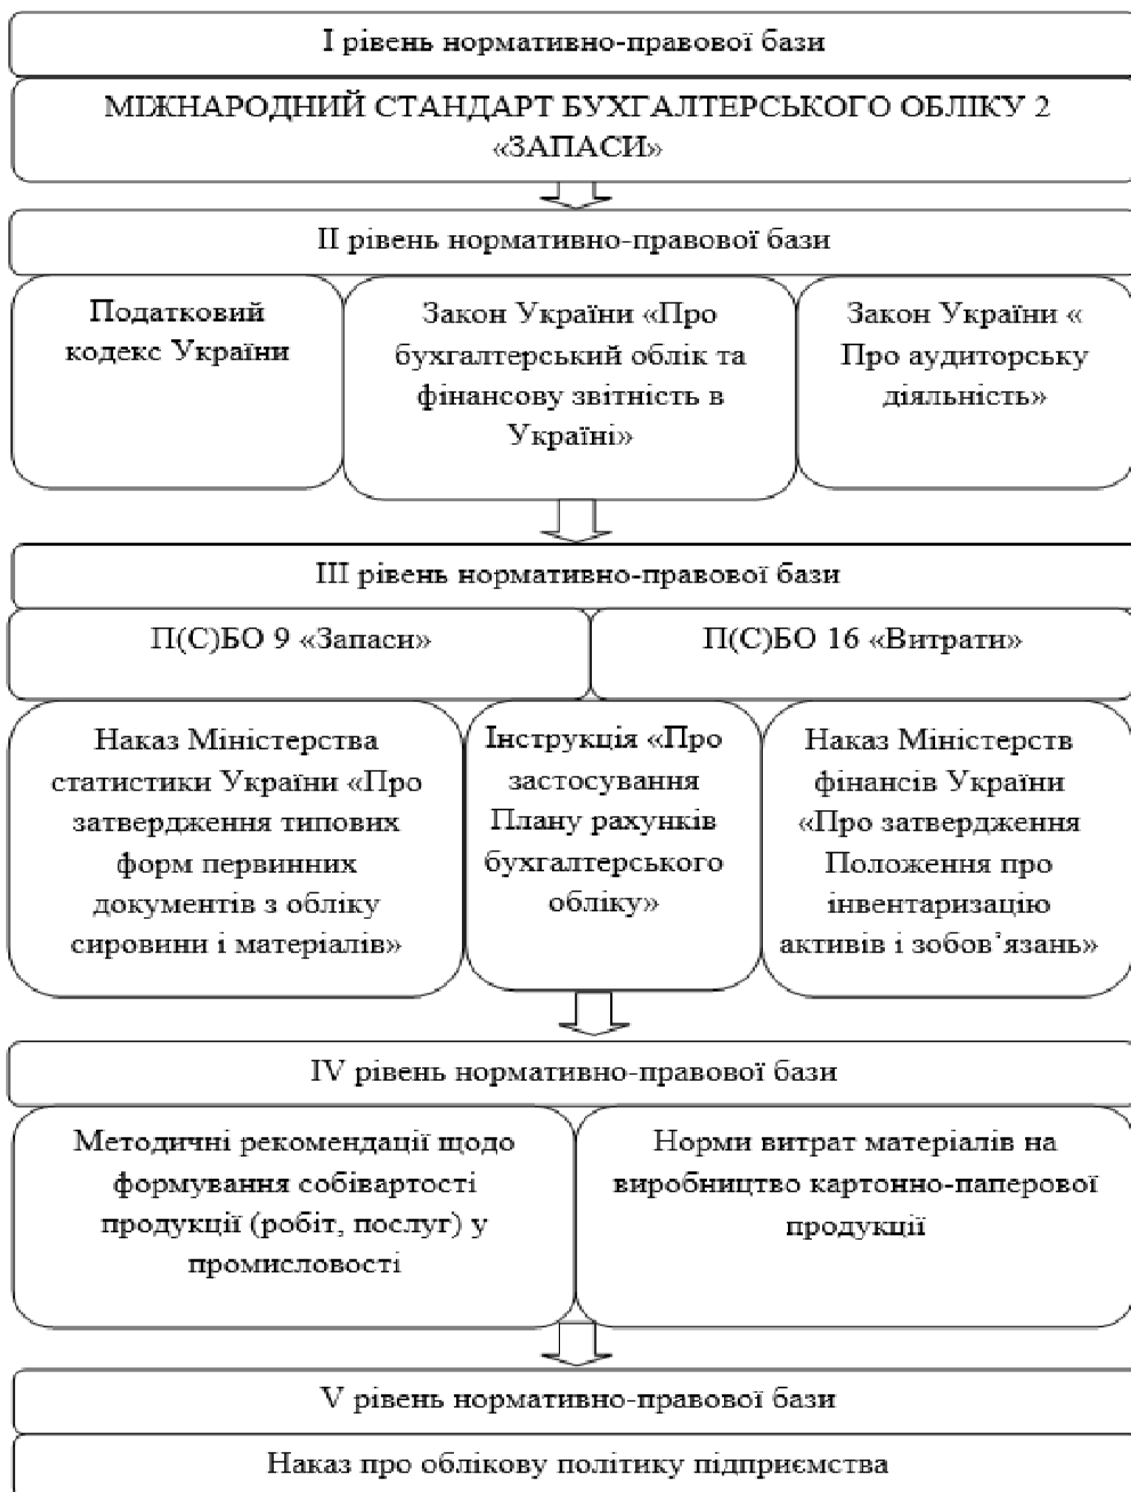 I рівень нормативно-правової бази
МІЖНАРОДНИЙ СТАНДАРТ БУХГАЛТЕРСЬКОГО ОБЛІКУ 2
«ЗАПАСИ»
II рівень нормативно-правової бази
Податковий
кодекс України
Закон України «Про
бухгалтерський облік та
фінансову звітність в
Україні»
Закон України «
Про аудиторську
діяльність»
III рівень нормативно-правової бази
П(С)БО 9 «Запаси»
П(С)БО 16 «Витрати»
Наказ Міністерства
статистики України «Про
затвердження типових
форм первинних
документів з обліку
сировини і матеріалів»
Інструкція «Про
застосування
Плану рахунків
бухгалтерського
обліку»
Наказ Міністерств
фінансів України
«Про затвердження
Положення про
інвентаризацію
активів і зобов’язань»
IV рівень нормативно-правової бази
Методичні рекомендації щодо
формування собівартості
продукції (робіт, послуг) у
промисловості
Норми витрат матеріалів на
виробництво картонно-паперової
продукції
V рівень нормативно-правової бази
Наказ про облікову політику підприємства